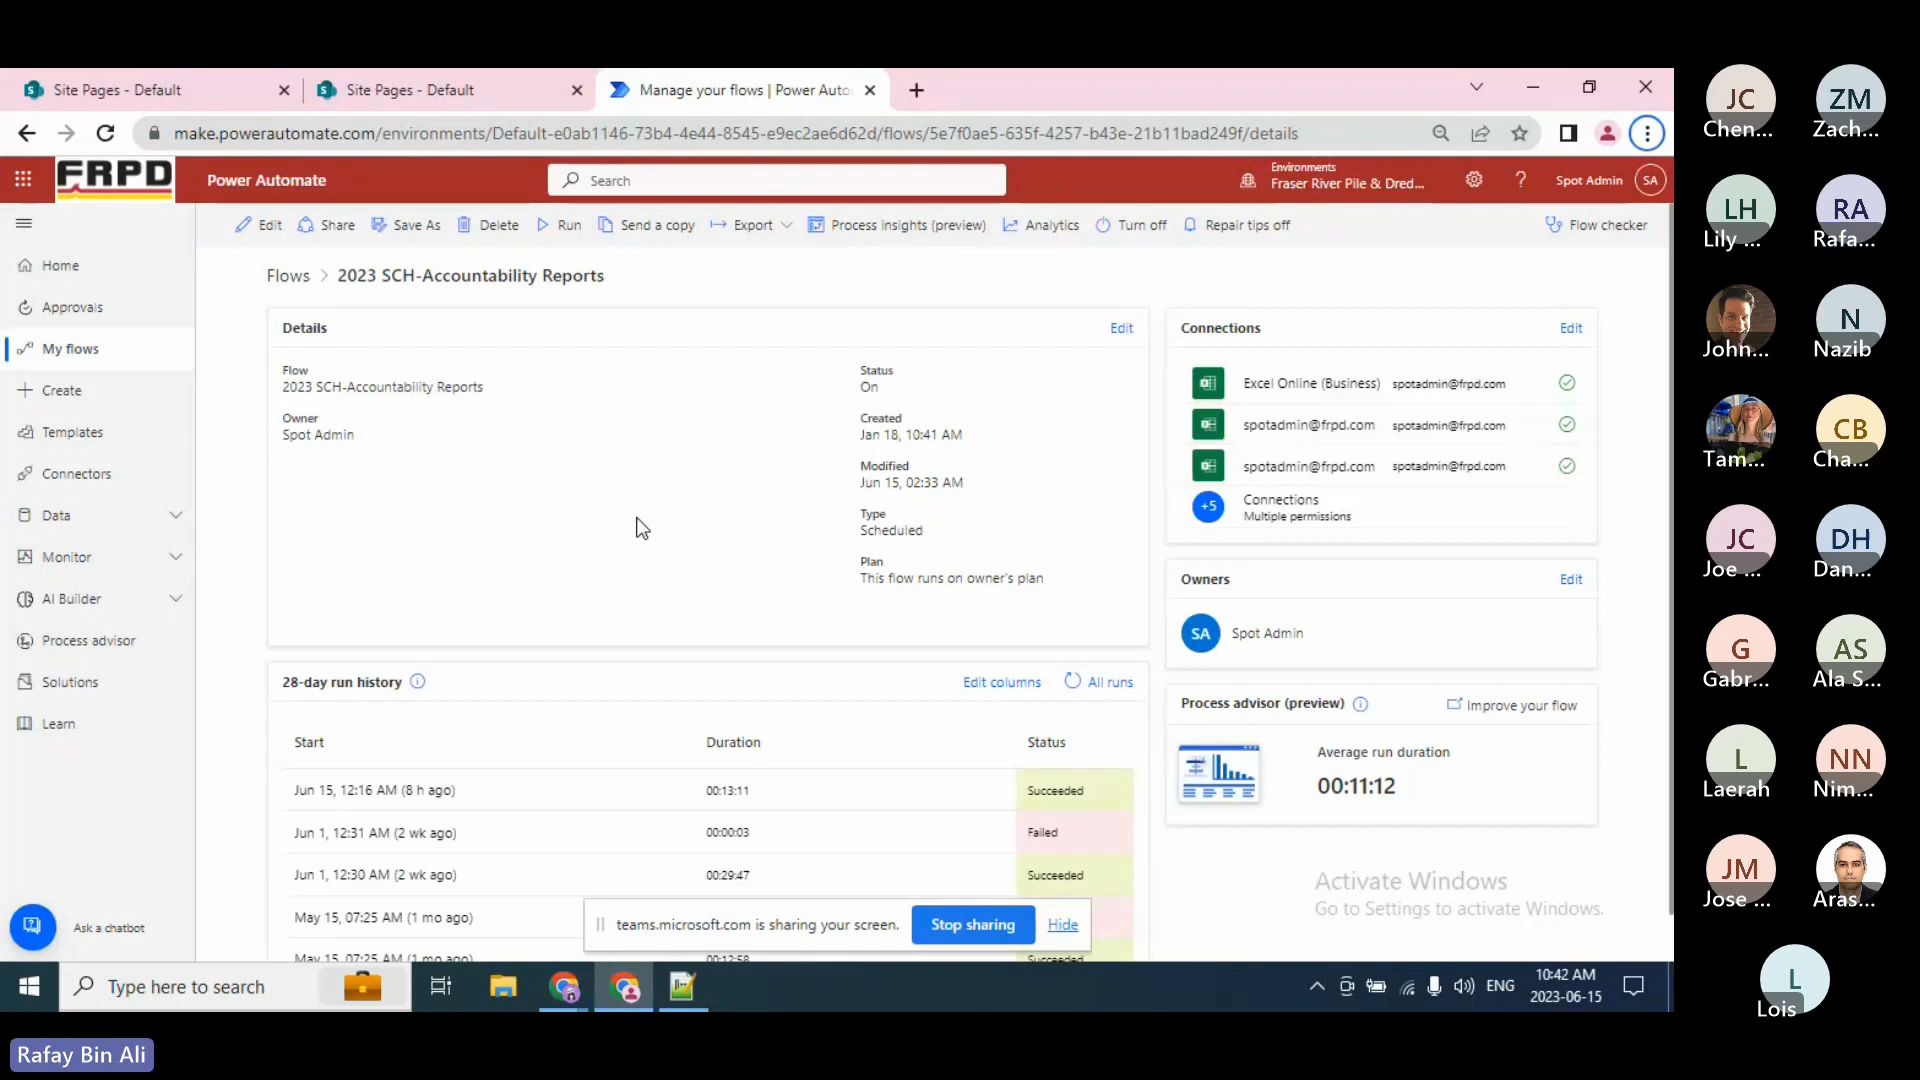 Site Pages - Default
Site Pages - Default
Manage your flows | Power Auto
make.powerautomate.com/environments/Default-e0ab1146-73b4-4e44-8545-e9ec2ae6d62d/flows/5e7f0ae5-635f-4257-b43e-21b11bad249f/details
FRPD
Power Automate
Search
Environments
Fraser River Pile & Dred...
Spot Admin
SA
Edit
Share
Save As
Delete
Run
Send a copy
Export
Process insights (preview)
Analytics
Turn off
Repair tips off
Flow checker
Home
Approvals
My flows
Create
Templates
Connectors
Data
Monitor
AI Builder
Process advisor
Solutions
Learn
Ask a chatbot
Flows > 2023 SCH-Accountability Reports
Details
Edit
Flow
2023 SCH-Accountability Reports
Owner
Spot Admin
Status
On
Created
Jan 18, 10:41 AM
Modified
Jun 15, 02:33 AM
Type
Scheduled
Plan
This flow runs on owner's plan
28-day run history
Edit columns
All runs
Start Duration Status
Jun 15, 12:16 AM (8 h ago) 00:13:11 Succeeded
Jun 1, 12:31 AM (2 wk ago) 00:00:03 Failed
Jun 1, 12:30 AM (2 wk ago) 00:29:47 Succeeded
May 15, 07:25 AM (1 mo ago)
May 15, 07:25 AM (1 mo ago) 00:12:58 Succeeded
Connections
Edit
Excel Online (Business) spotadmin@frpd.com
spotadmin@frpd.com spotadmin@frpd.com
spotadmin@frpd.com spotadmin@frpd.com
+5
Connections
Multiple permissions
Owners
Edit
SA
Spot Admin
Process advisor (preview)
Improve your flow
Average run duration
00:11:12
Activate Windows
Go to Settings to activate Windows.
teams.microsoft.com is sharing your screen.
Stop sharing
Hide
Type here to search
ENG
10:42 AM
2023-06-15
Rafay Bin Ali
JC
Chen...
ZM
Zach...
LH
Lily ...
RA
Rafa...
John...
N
Nazib
Tam...
CB
Cha...
JC
Joe ...
DH
Dan...
G
Gabr...
AS
Ala S...
L
Laerah
NN
Nim...
JM
Jose ...
Aras...
L
Lois